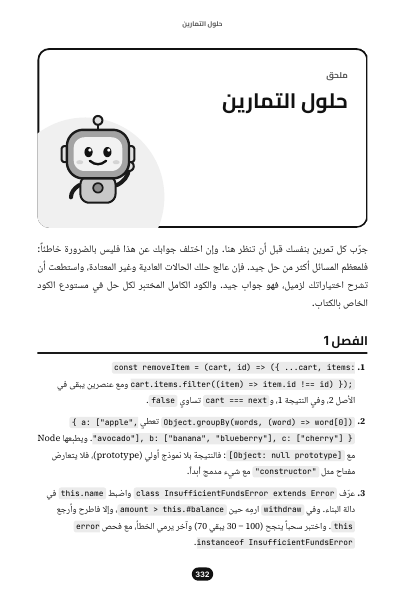 حلول التمارين
ملحق
حلول التمارين
جرّب كل تمرين بنفسك قبل أن تنظر هنا. وإن اختلف جوابك عن هذا فليس بالضرورة خاطئاً:
فلمعظم المسائل أكثر من حل جيد. فإن عالج حلك الحالات العادية وغير المعتادة، واستطعت أن
تشرح اختياراتك لزميل، فهو جواب جيد. والكود الكامل المختبر لكل حل في مستودع الكود
الخاص بالكتاب.
الفصل 1
1. const removeItem = (cart, id) => ({ ...cart, items:
cart.items.filter((item) => item.id !== id) }); ومع عنصرين يبقى في
الأصل 2، وفي النتيجة 1، و cart === next تساوي false.
2. Object.groupBy(words, (word) => word[0]) تعطي { a: ["apple",
"avocado"], b: ["banana", "blueberry"], c: ["cherry"] }. ويطبعها Node
مع [Object: null prototype]: فالنتيجة بلا نموذج أولي (prototype)، فلا يتعارض
مفتاح مثل "constructor" مع شيء مدمج أبداً.
3. عرّف class InsufficientFundsError extends Error واضبط this.name في
دالة البناء. وفي withdraw ارمِه حين amount > this.#balance، وإلا فاطرح وأرجع
this. واختبر سحباً ينجح (100 − 30 يبقي 70) وآخر يرمي الخطأ، مع فحص error
instanceof InsufficientFundsError.
332